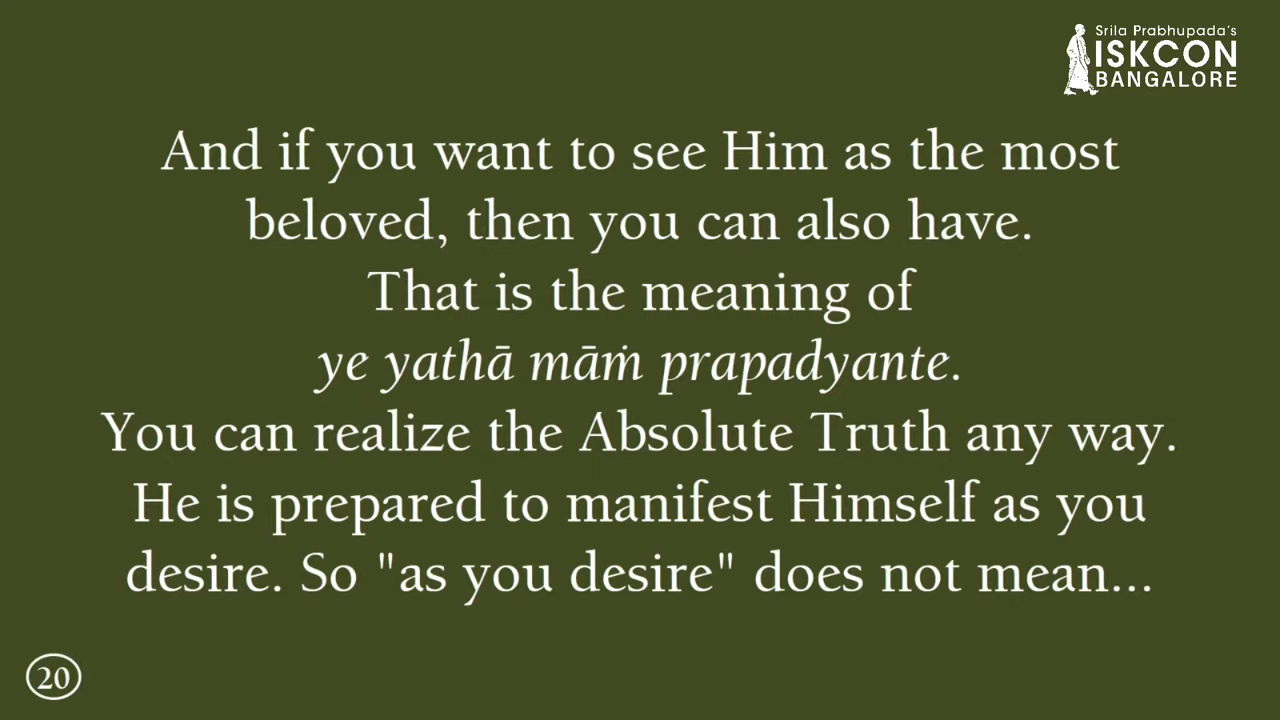 Srila Prabhupada's
ISKCON
BANGALORE
And if you want to see Him as the most
beloved, then you can also have.
That is the meaning of
ye yathā māṁ prapadyante.
You can realize the Absolute Truth any way.
He is prepared to manifest Himself as you
desire. So "as you desire" does not mean...
20